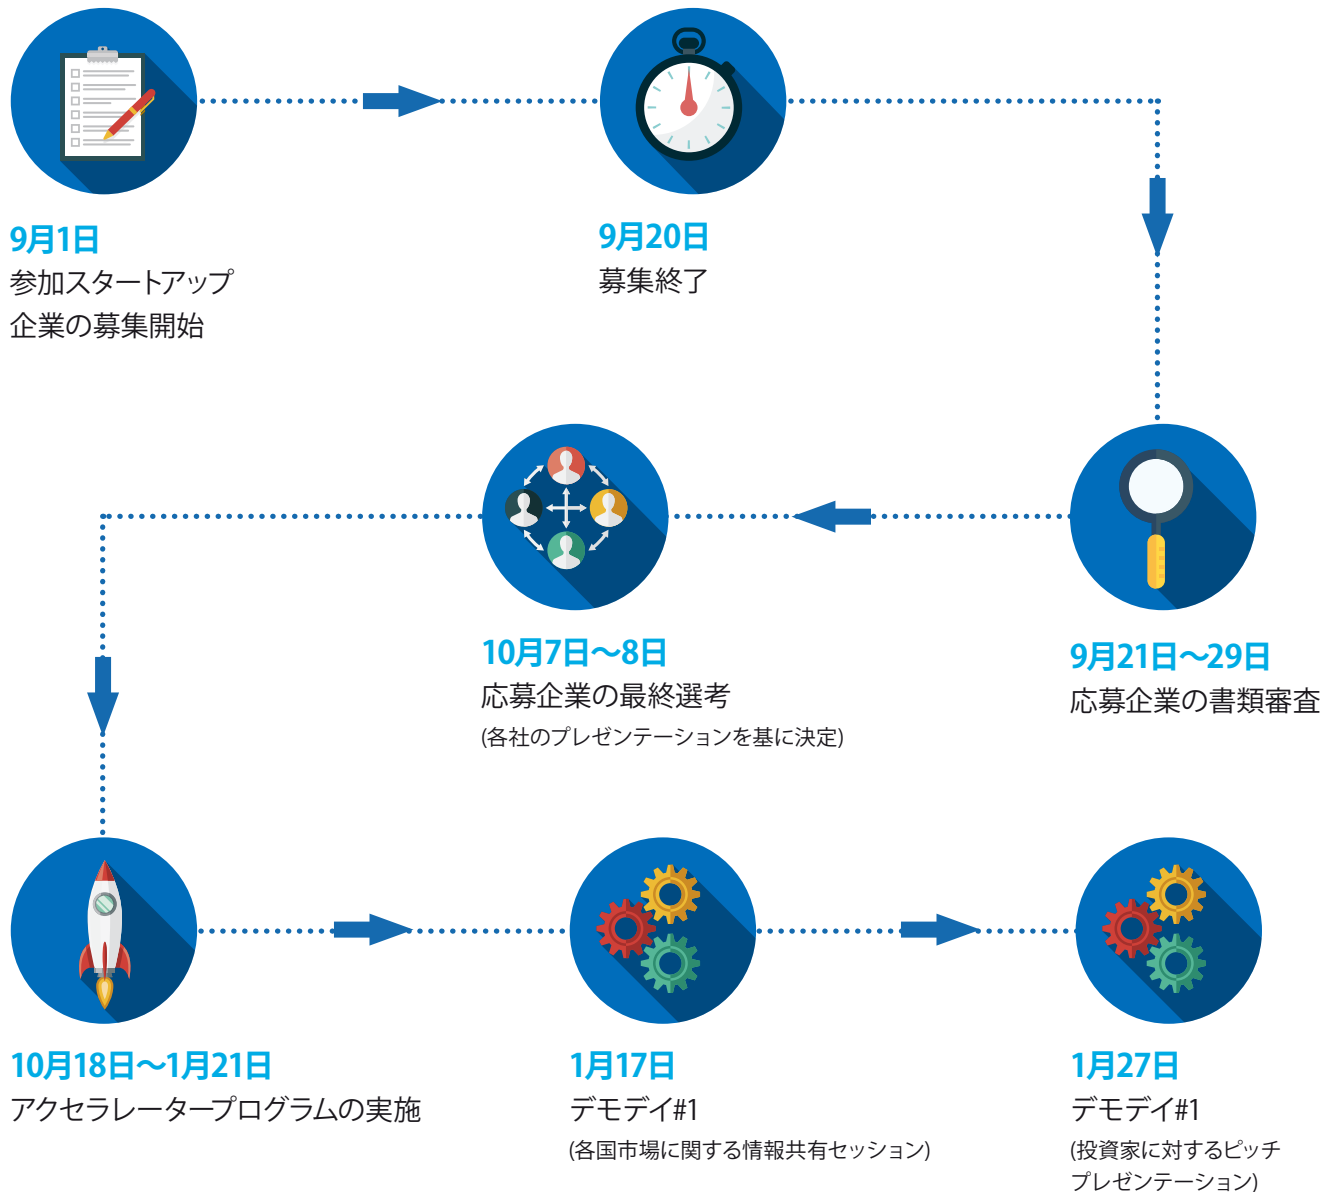 9月1日
参加スタートアップ
企業の募集開始
9月20日
募集終了
9月21日～29日
応募企業の書類審査
10月7日～8日
応募企業の最終選考
(各社のプレゼンテーションを基に決定)
10月18日～1月21日
アクセラレータープログラムの実施
1月17日
デモデイ#1
(各国市場に関する情報共有セッション)
1月27日
デモデイ#1
(投資家に対するピッチ
プレゼンテーション)